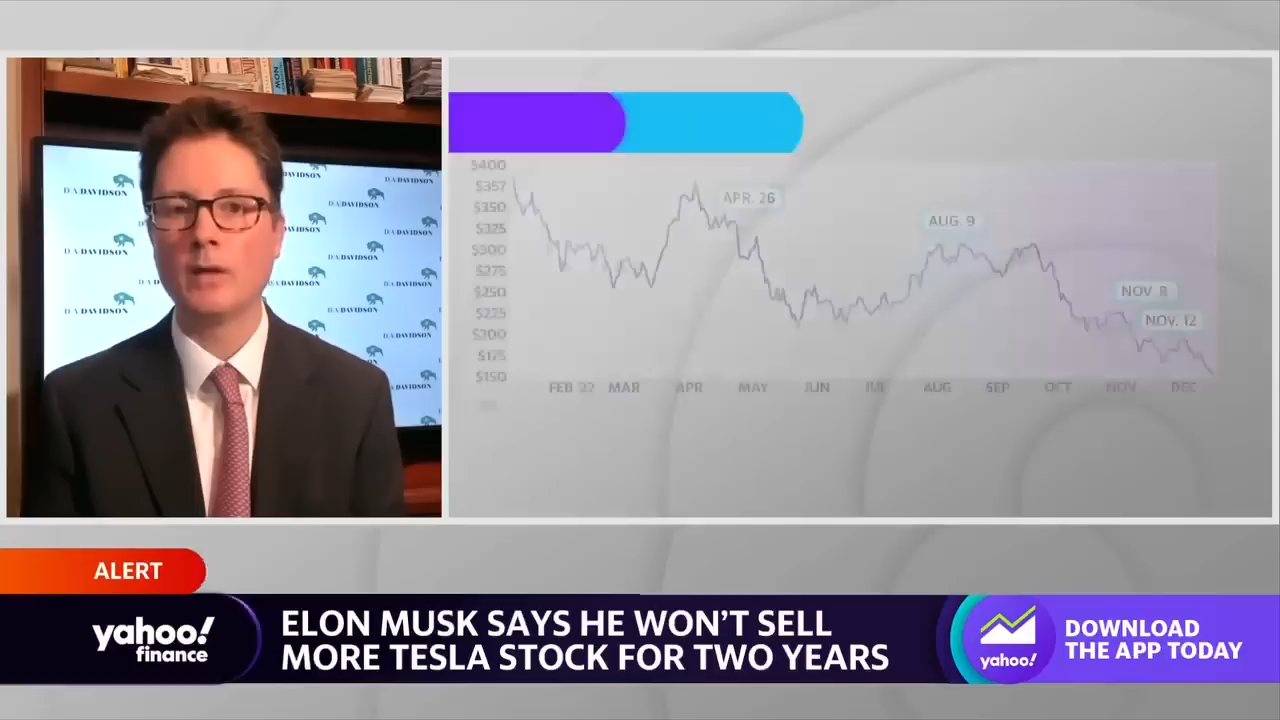 D|A|DAVIDSON
$400
$357
$350
$325
$300
$275
$250
$225
$200
$175
$150
APR. 26
AUG. 9
NOV. 8
NOV. 12
FEB '22 MAR APR MAY JUN JUL AUG SEP OCT NOV DEC
ALERT
yahoo!
finance
ELON MUSK SAYS HE WON'T SELL
MORE TESLA STOCK FOR TWO YEARS
yahoo!
DOWNLOAD
THE APP TODAY